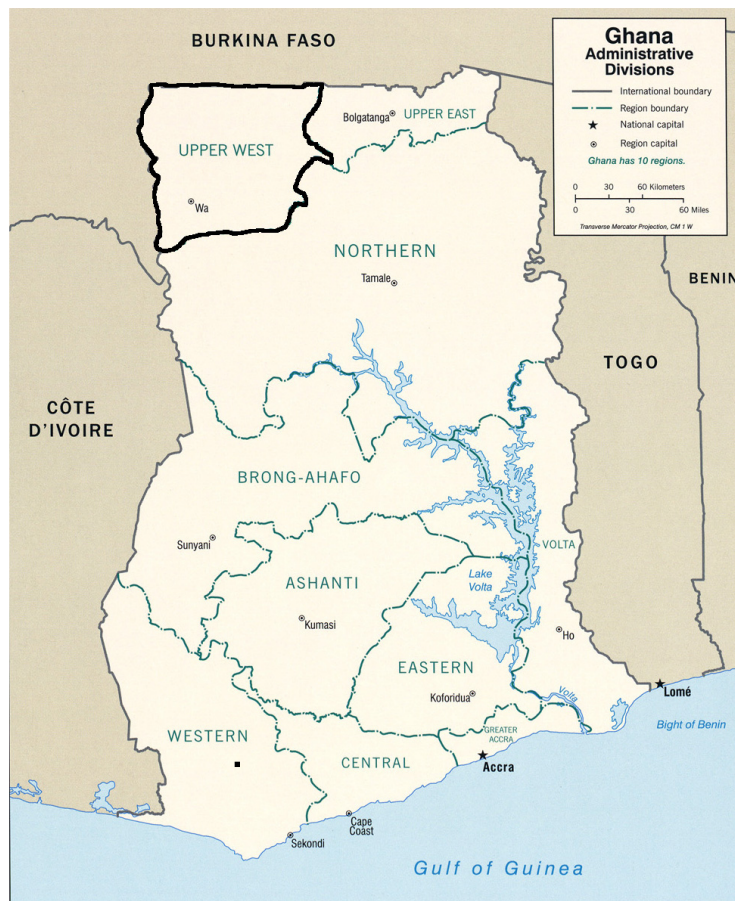 BURKINA FASO
Ghana
Administrative
Divisions
International boundary
Region boundary
National capital
Region capital
Ghana has 10 regions.
0 30 60 Kilometers
0 30 60 Miles
Transverse Mercator Projection, CM 1 W
Bolgatanga
UPPER EAST
UPPER WEST
Wa
NORTHERN
Tamale
BENIN
TOGO
CÔTE
D'IVOIRE
BRONG-AHAFO
Sunyani
VOLTA
ASHANTI
Lake
Volta
Kumasi
Ho
EASTERN
Koforidua
Volta
Lomé
Bight of Benin
WESTERN
GREATER
ACCRA
CENTRAL
Accra
Cape
Coast
Sekondi
Gulf of Guinea